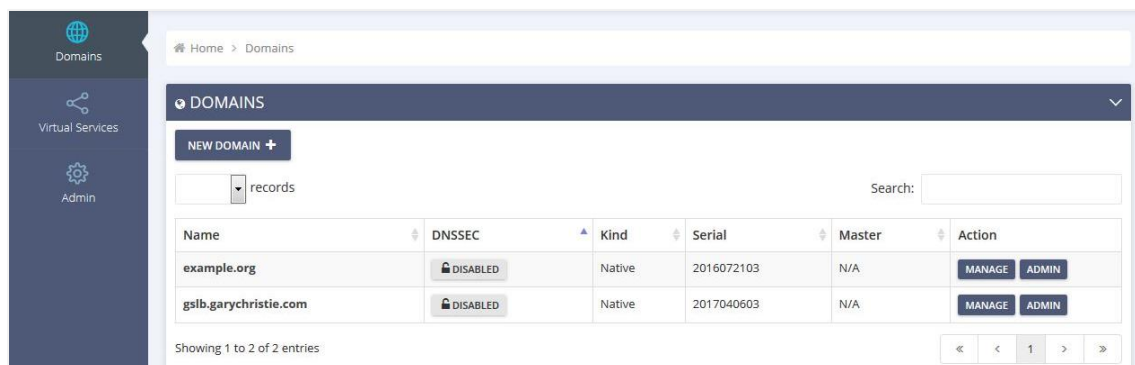 Domains
Virtual Services
Admin
Home > Domains
DOMAINS
NEW DOMAIN +
records
Search:
Name DNSSEC Kind Serial Master Action
example.org DISABLED Native 2016072103 N/A MANAGE ADMIN
gslb.garychristie.com DISABLED Native 2017040603 N/A MANAGE ADMIN
Showing 1 to 2 of 2 entries
« < 1 > »